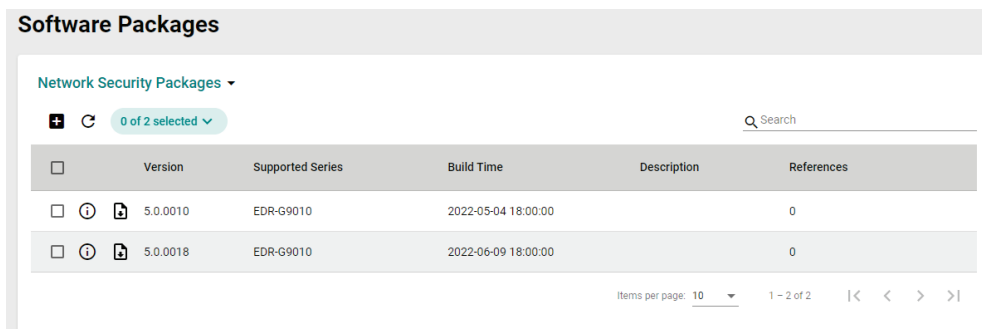 Software Packages
Network Security Packages
0 of 2 selected
Search
Version Supported Series Build Time Description References
5.0.0010 EDR-G9010 2022-05-04 18:00:00 0
5.0.0018 EDR-G9010 2022-06-09 18:00:00 0
Items per page: 10 1 – 2 of 2